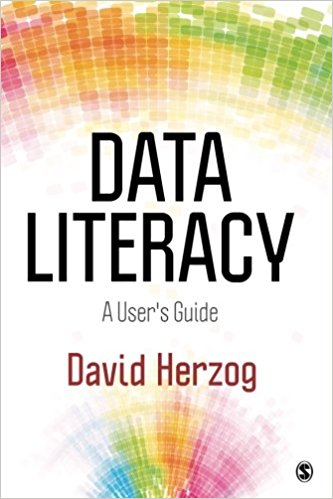 DATA
LITERACY
A User's Guide
David Herzog